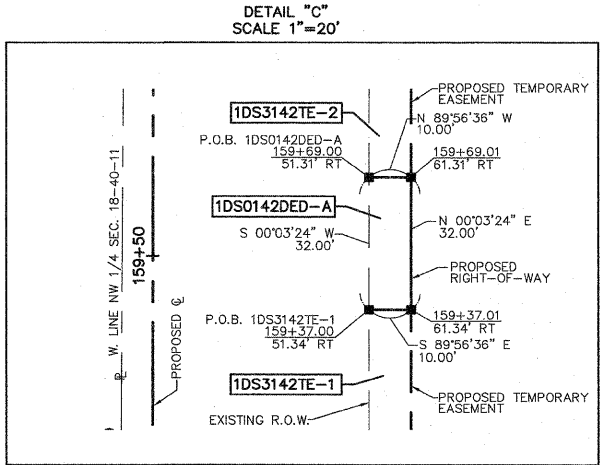 DETAIL "C"
SCALE 1"=20'
PROPOSED TEMPORARY
EASEMENT
1DS3142TE-2
N 89°56'36" W
10.00'
P.O.B. 1DS0142DED-A
159+69.00
51.31' RT
159+69.01
61.31' RT
1DS0142DED-A
S 00°03'24" W
32.00'
N 00°03'24" E
32.00'
PROPOSED
RIGHT-OF-WAY
W. LINE NW 1/4 SEC. 18-40-11
159+50
PROPOSED ℄
P.O.B. 1DS3142TE-1
159+37.00
51.34' RT
159+37.01
61.34' RT
S 89°56'36" E
10.00'
1DS3142TE-1
PROPOSED TEMPORARY
EASEMENT
EXISTING R.O.W.